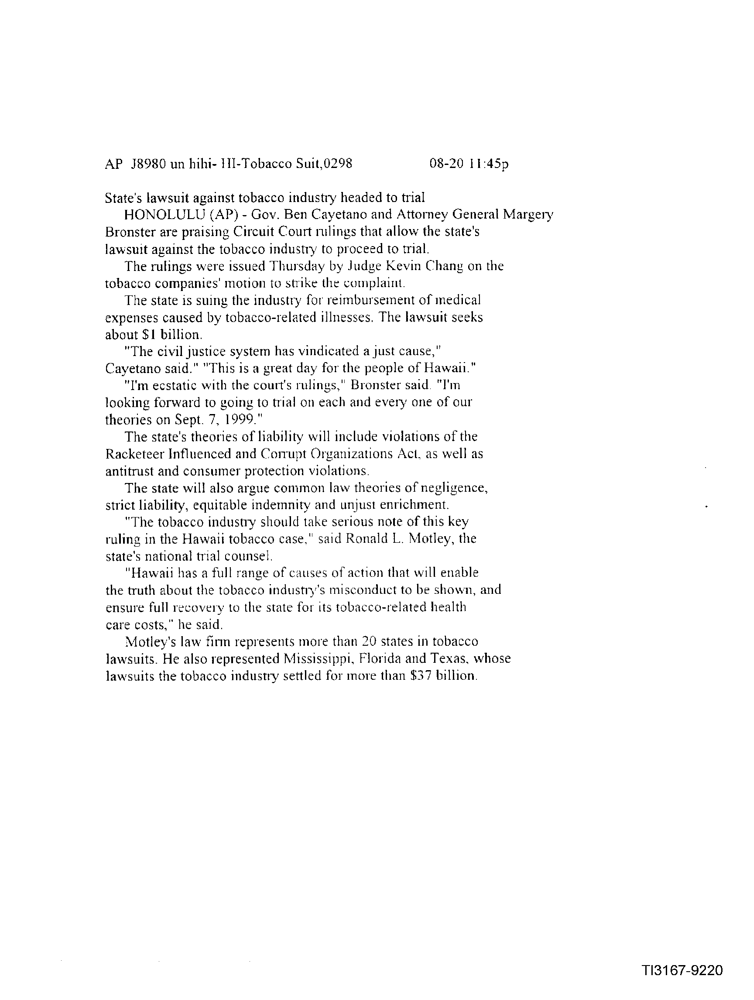 AP J8980 un hihi- HI-Tobacco Suit,0298 08-20 11:45p
State's lawsuit against tobacco industry headed to trial
HONOLULU (AP) - Gov. Ben Cayetano and Attorney General Margery
Bronster are praising Circuit Court rulings that allow the state's
lawsuit against the tobacco industry to proceed to trial.
The rulings were issued Thursday by Judge Kevin Chang on the
tobacco companies' motion to strike the complaint.
The state is suing the industry for reimbursement of medical
expenses caused by tobacco-related illnesses. The lawsuit seeks
about $1 billion.
"The civil justice system has vindicated a just cause,"
Cayetano said." "This is a great day for the people of Hawaii."
"I'm ecstatic with the court's rulings," Bronster said. "I'm
looking forward to going to trial on each and every one of our
theories on Sept. 7, 1999."
The state's theories of liability will include violations of the
Racketeer Influenced and Corrupt Organizations Act, as well as
antitrust and consumer protection violations.
The state will also argue common law theories of negligence,
strict liability, equitable indemnity and unjust enrichment.
"The tobacco industry should take serious note of this key
ruling in the Hawaii tobacco case," said Ronald L. Motley, the
state's national trial counsel.
"Hawaii has a full range of causes of action that will enable
the truth about the tobacco industry's misconduct to be shown, and
ensure full recovery to the state for its tobacco-related health
care costs," he said.
Motley's law firm represents more than 20 states in tobacco
lawsuits. He also represented Mississippi, Florida and Texas, whose
lawsuits the tobacco industry settled for more than $37 billion.
TI3167-9220